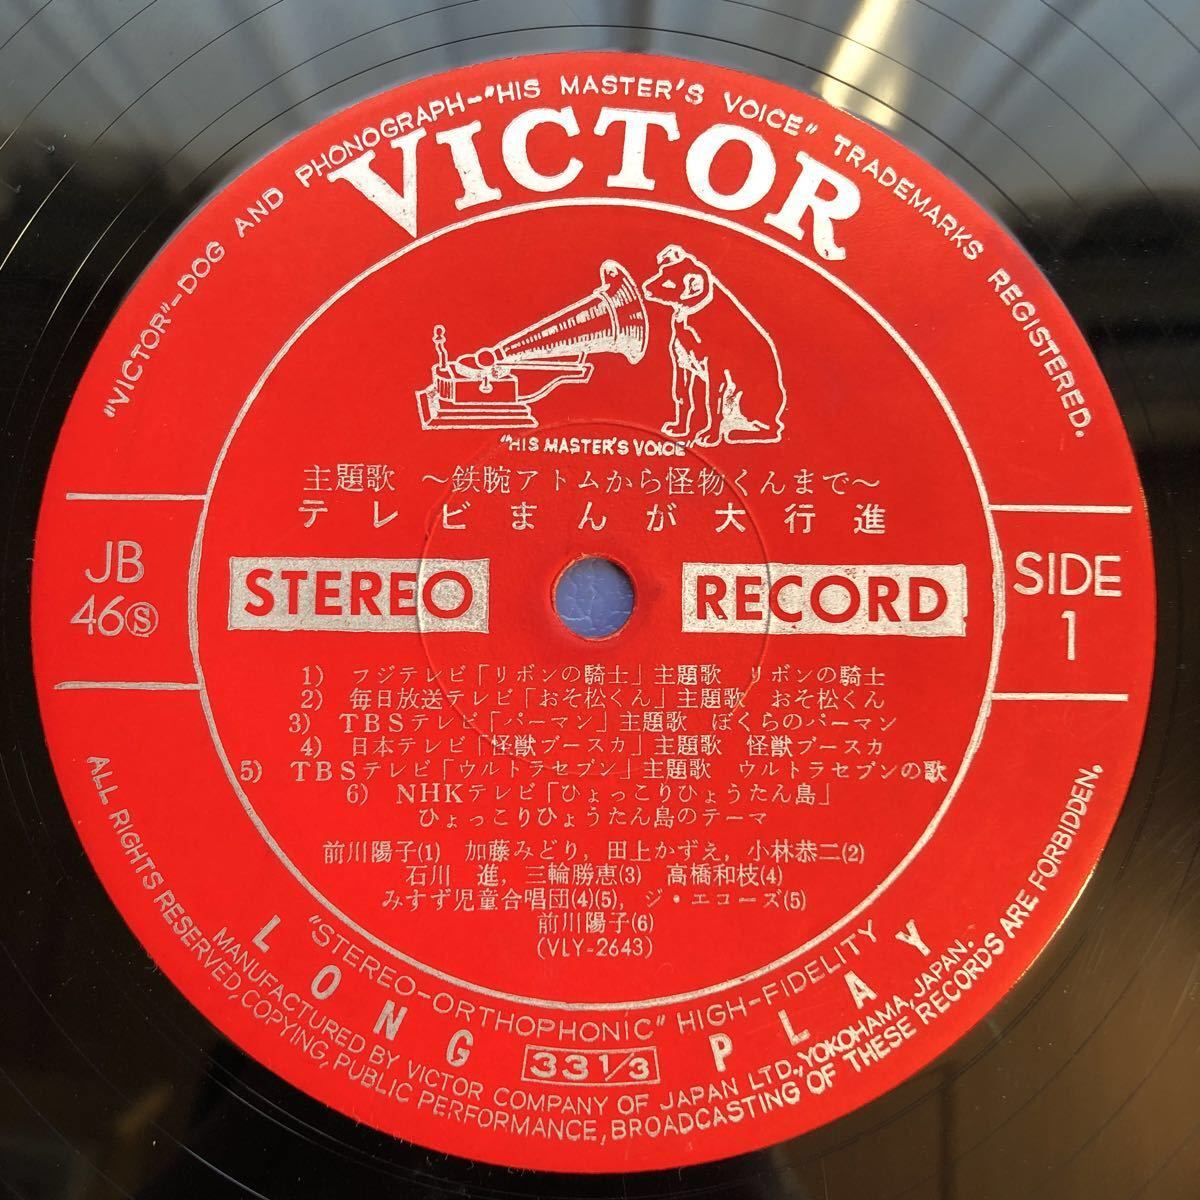 "VICTOR"-DOG AND PHONOGRAPH-"HIS MASTER'S VOICE" TRADEMARKS REGISTERED.
VICTOR
"HIS MASTER'S VOICE"
主題歌 ～鉄腕アトムから怪物くんまで～
テレビまんが大行進
JB
46Ⓢ
STEREO RECORD
SIDE
1
1) フジテレビ「リボンの騎士」主題歌 リボンの騎士
2) 毎日放送テレビ「おそ松くん」主題歌 おそ松くん
3) TBSテレビ「パーマン」主題歌 ぼくらのパーマン
4) 日本テレビ「怪獣ブースカ」主題歌 怪獣ブースカ
5) TBSテレビ「ウルトラセブン」主題歌 ウルトラセブンの歌
6) NHKテレビ「ひょっこりひょうたん島」
ひょっこりひょうたん島のテーマ
前川陽子(1) 加藤みどり, 田上かずえ, 小林恭二(2)
石川 進, 三輪勝恵(3) 高橋和枝(4)
みすず児童合唱団(4)(5), ジ・エコーズ(5)
前川陽子(6)
(VLY-2643)
LONG PLAY
"STEREO-ORTHOPHONIC" HIGH-FIDELITY
33 1/3
MANUFACTURED BY VICTOR COMPANY OF JAPAN LTD., YOKOHAMA, JAPAN.
ALL RIGHTS RESERVED, COPYING, PUBLIC PERFORMANCE, BROADCASTING OF THESE RECORDS ARE FORBIDDEN.